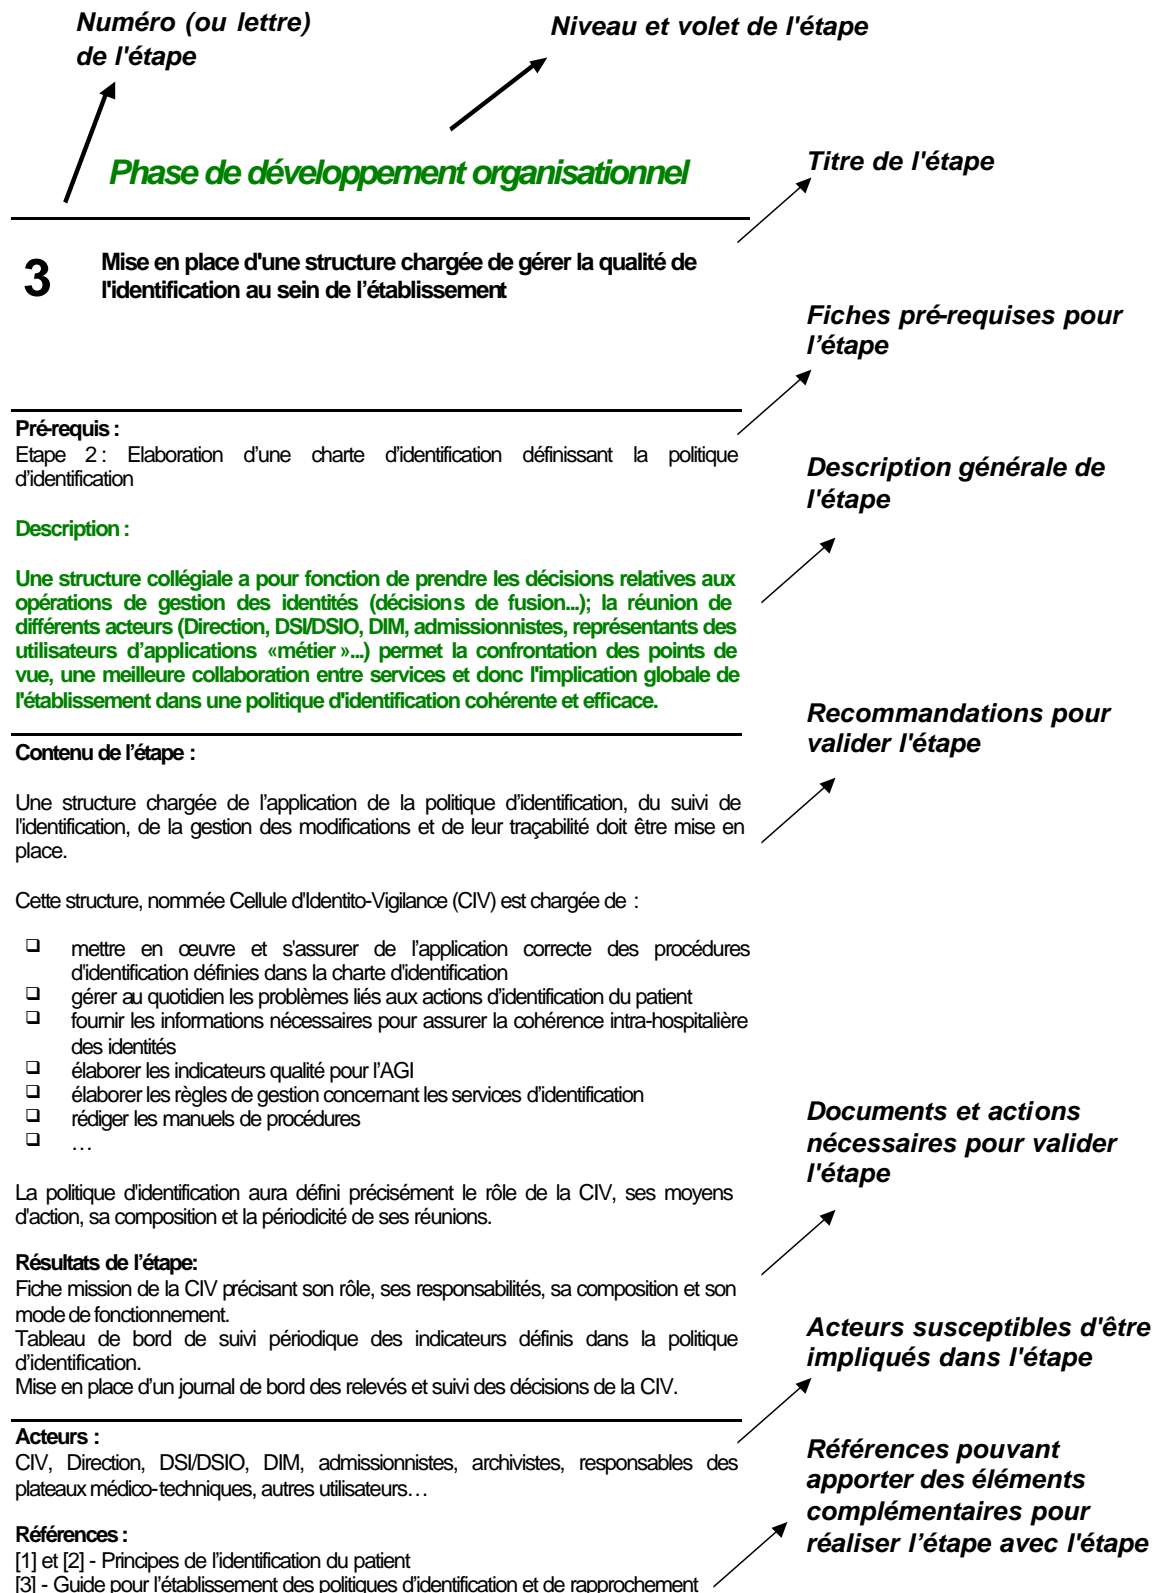 Numéro (ou lettre)
de l'étape
Niveau et volet de l'étape
Phase de développement organisationnel
Titre de l'étape
3
Mise en place d'une structure chargée de gérer la qualité de
l'identification au sein de l’établissement
Fiches pré-requises pour
l’étape
Pré-requis :
Etape 2 : Elaboration d’une charte d’identification définissant la politique
d’identification
Description générale de
l'étape
Description :
Une structure collégiale a pour fonction de prendre les décisions relatives aux
opérations de gestion des identités (décisions de fusion...); la réunion de
différents acteurs (Direction, DSI/DSIO, DIM, admissionnistes, représentants des
utilisateurs d’applications «métier »...) permet la confrontation des points de
vue, une meilleure collaboration entre services et donc l'implication globale de
l'établissement dans une politique d'identification cohérente et efficace.
Recommandations pour
valider l'étape
Contenu de l’étape :
Une structure chargée de l’application de la politique d’identification, du suivi de
l'identification, de la gestion des modifications et de leur traçabilité doit être mise en
place.
Cette structure, nommée Cellule d'Identito-Vigilance (CIV) est chargée de :
❑ mettre en œuvre et s'assurer de l’application correcte des procédures
d'identification définies dans la charte d’identification
❑ gérer au quotidien les problèmes liés aux actions d’identification du patient
❑ fournir les informations nécessaires pour assurer la cohérence intra-hospitalière
des identités
❑ élaborer les indicateurs qualité pour l’AGI
❑ élaborer les règles de gestion concernant les services d’identification
❑ rédiger les manuels de procédures
❑ …
Documents et actions
nécessaires pour valider
l'étape
La politique d'identification aura défini précisément le rôle de la CIV, ses moyens
d'action, sa composition et la périodicité de ses réunions.
Résultats de l’étape:
Fiche mission de la CIV précisant son rôle, ses responsabilités, sa composition et son
mode de fonctionnement.
Tableau de bord de suivi périodique des indicateurs définis dans la politique
d’identification.
Mise en place d’un journal de bord des relevés et suivi des décisions de la CIV.
Acteurs susceptibles d'être
impliqués dans l'étape
Acteurs :
CIV, Direction, DSI/DSIO, DIM, admissionnistes, archivistes, responsables des
plateaux médico-techniques, autres utilisateurs…
Références pouvant
apporter des éléments
complémentaires pour
réaliser l’étape avec l'étape
Références :
[1] et [2] - Principes de l’identification du patient
[3] - Guide pour l’établissement des politiques d’identification et de rapprochement